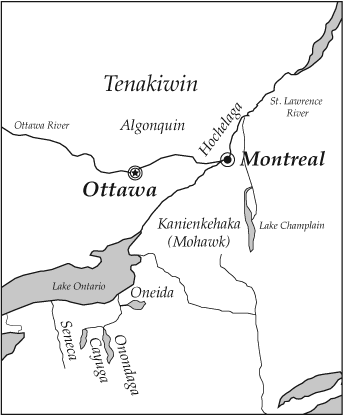 Tenakiwin
St. Lawrence
River
Ottawa River
Algonquin
Hochelaga
Montreal
Ottawa
Kanienkehaka
(Mohawk)
Lake Champlain
Lake Ontario
Oneida
Seneca
Cayuga
Onondaga